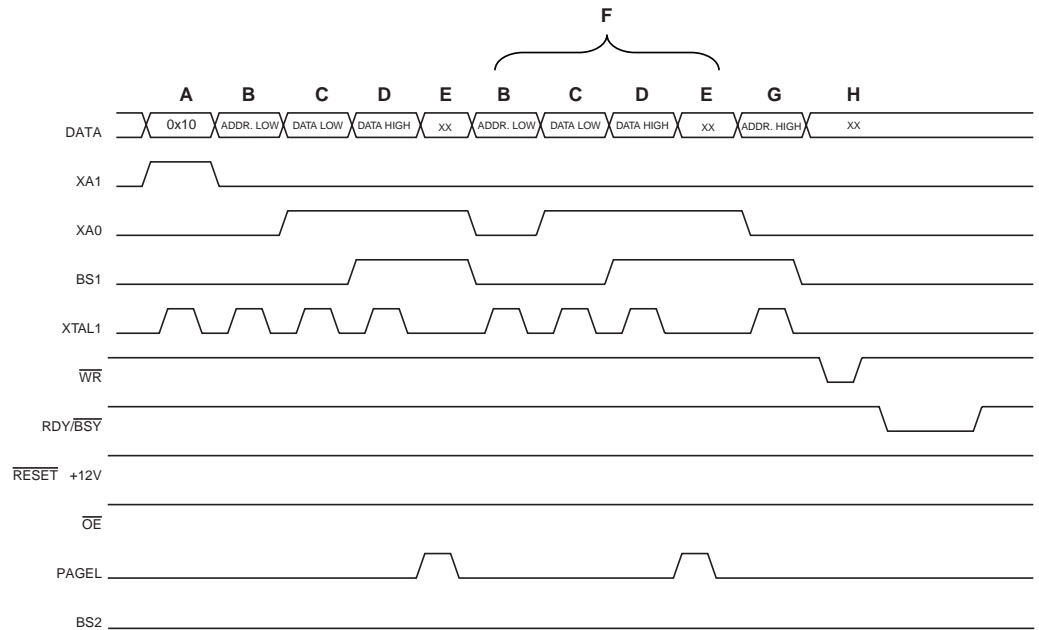 F
A B C D E B C D E G H
DATA 0x10 ADDR. LOW DATA LOW DATA HIGH XX ADDR. LOW DATA LOW DATA HIGH XX ADDR. HIGH XX
XA1
XA0
BS1
XTAL1
WR
RDY/BSY
RESET +12V
OE
PAGEL
BS2